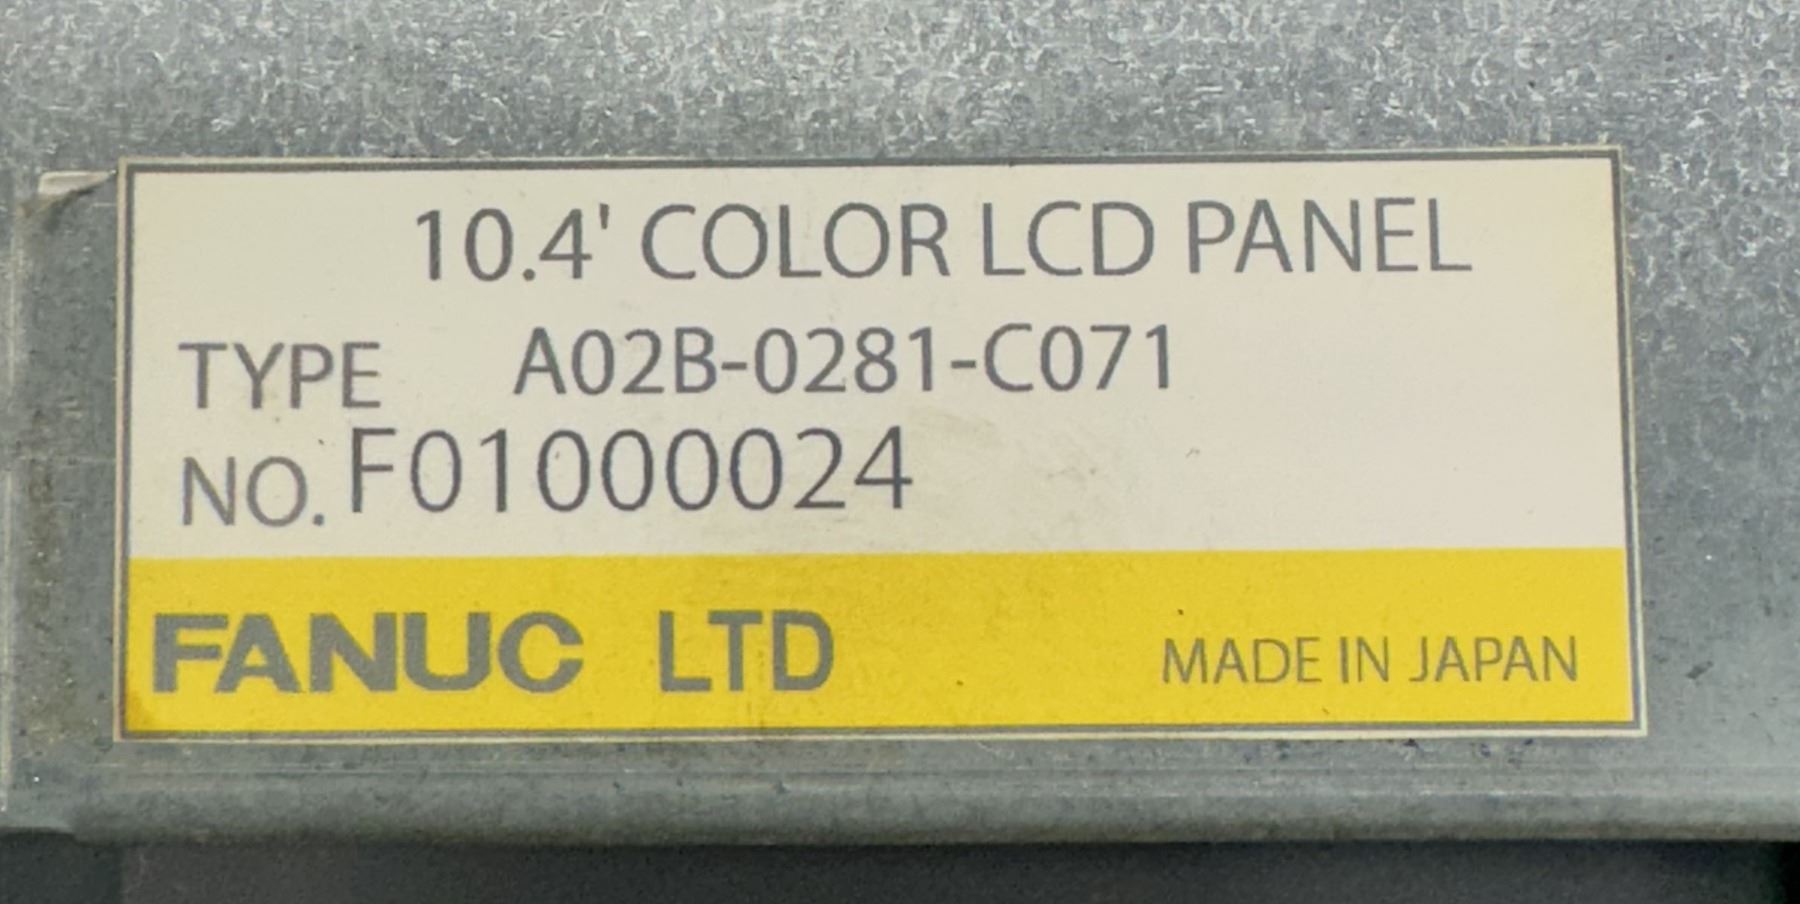 10.4' COLOR LCD PANEL
TYPE A02B-0281-C071
NO. F01000024
FANUC LTD MADE IN JAPAN